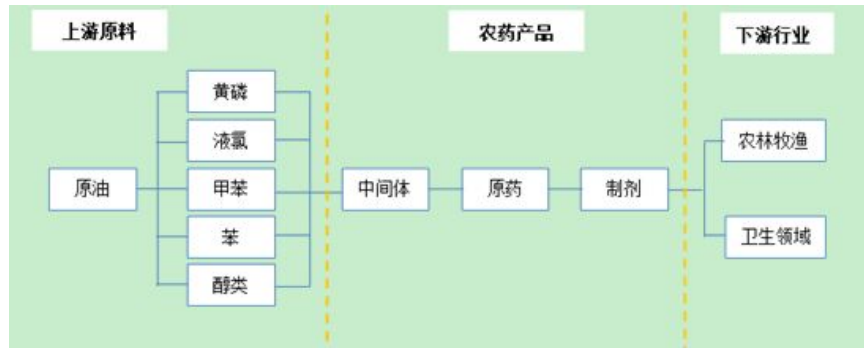 上游原料
农药产品
下游行业
黄磷
液氯
原油
甲苯
苯
醇类
中间体
原药
制剂
农林牧渔
卫生领域